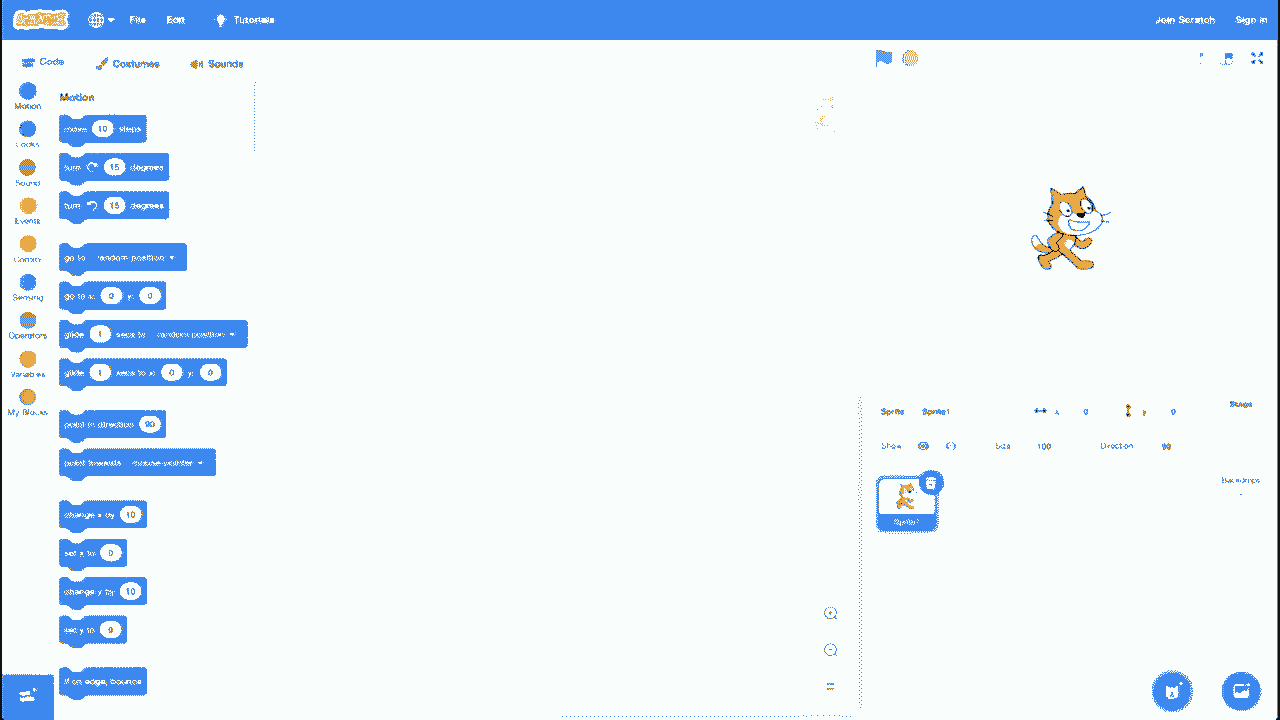 SCRATCH
File Edit Tutorials
Join Scratch Sign in
Code Costumes Sounds
Motion
Looks
Sound
Events
Control
Sensing
Operators
Variables
My Blocks
Motion
move 10 steps
turn 15 degrees
turn 15 degrees
go to random position
go to x: 0 y: 0
glide 1 secs to random position
glide 1 secs to x: 0 y: 0
point in direction 90
point towards mouse-pointer
change x by 10
set x to 0
change y by 10
set y to 0
if on edge, bounce
Sprite Sprite1 x 0 y 0
Show Size 100 Direction 90
Sprite1
Stage
Backdrops